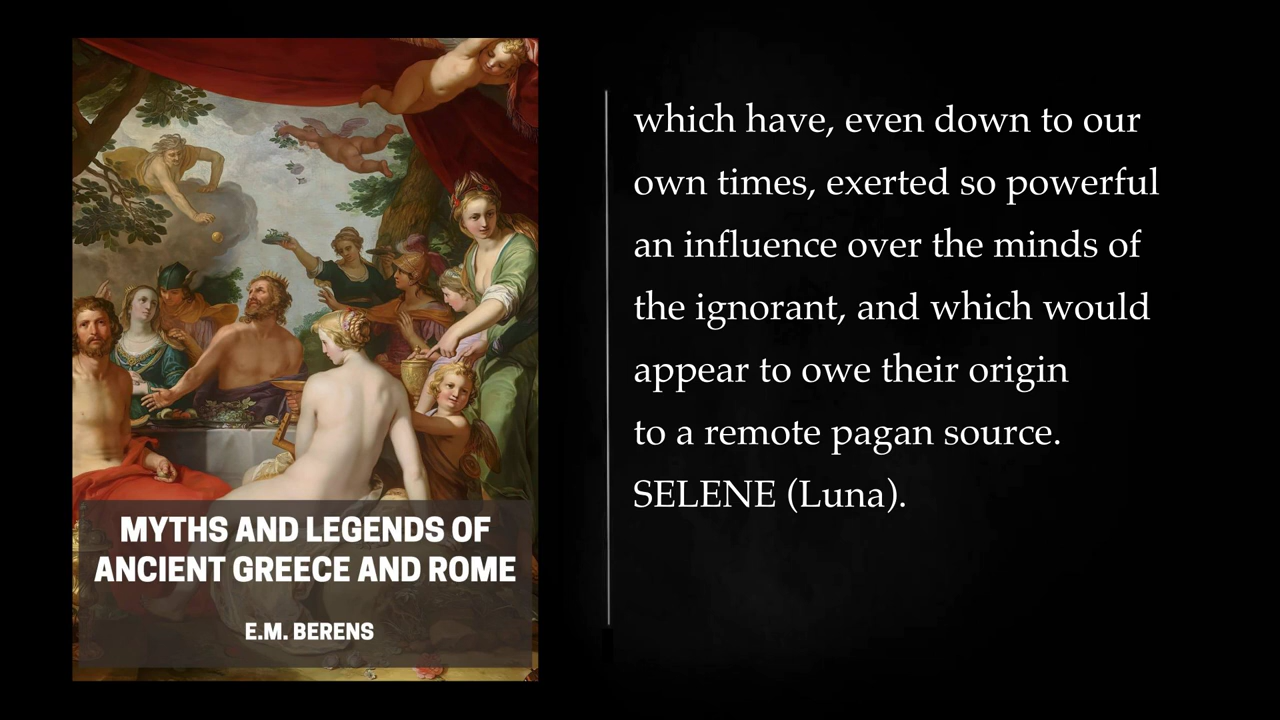 MYTHS AND LEGENDS OF
ANCIENT GREECE AND ROME
E.M. BERENS
which have, even down to our
own times, exerted so powerful
an influence over the minds of
the ignorant, and which would
appear to owe their origin
to a remote pagan source.
SELENE (Luna).